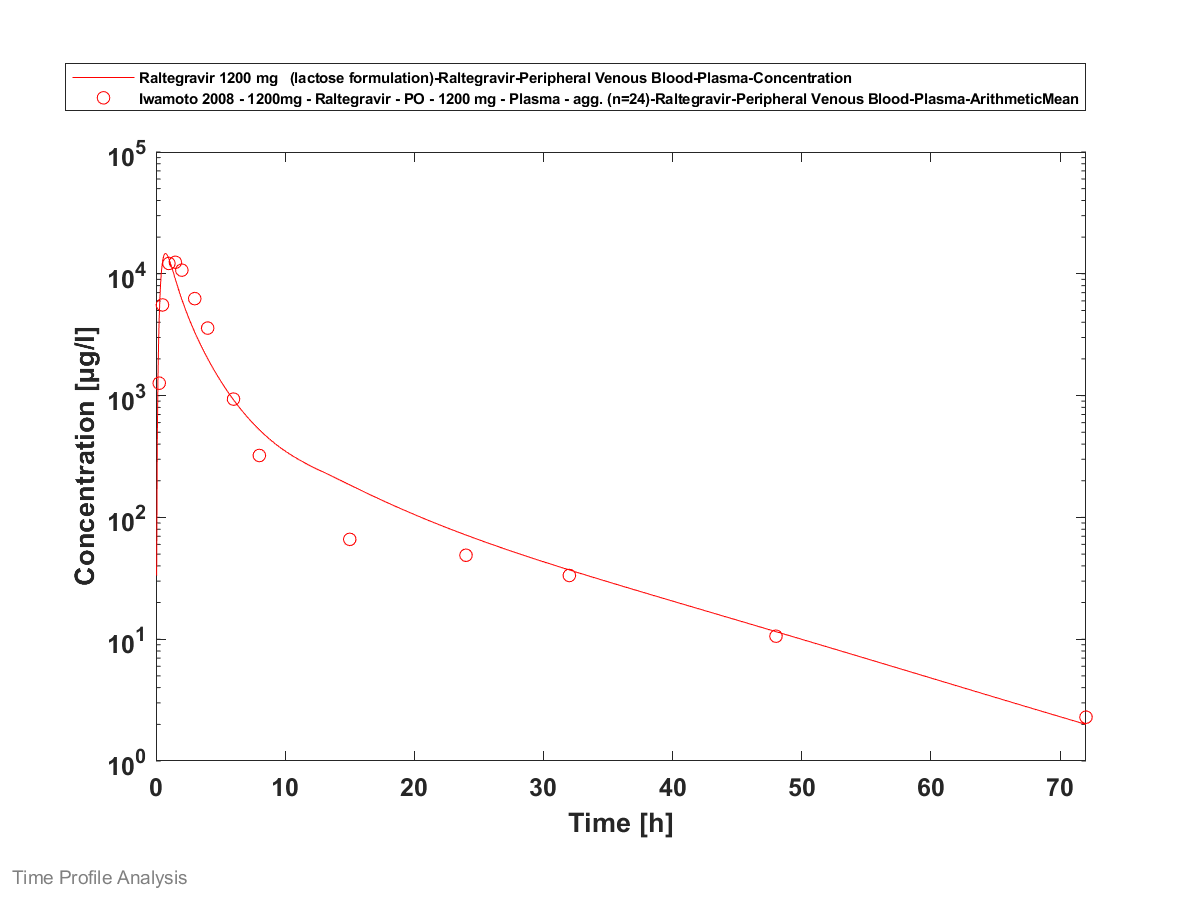 Raltegravir 1200 mg   (lactose formulation)-Raltegravir-Peripheral Venous Blood-Plasma-Concentration
Iwamoto 2008 - 1200mg - Raltegravir - PO - 1200 mg - Plasma - agg. (n=24)-Raltegravir-Peripheral Venous Blood-Plasma-ArithmeticMean
10^5
10^4
10^3
10^2
10^1
10^0
Concentration [µg/l]
0 10 20 30 40 50 60 70
Time [h]
Time Profile Analysis